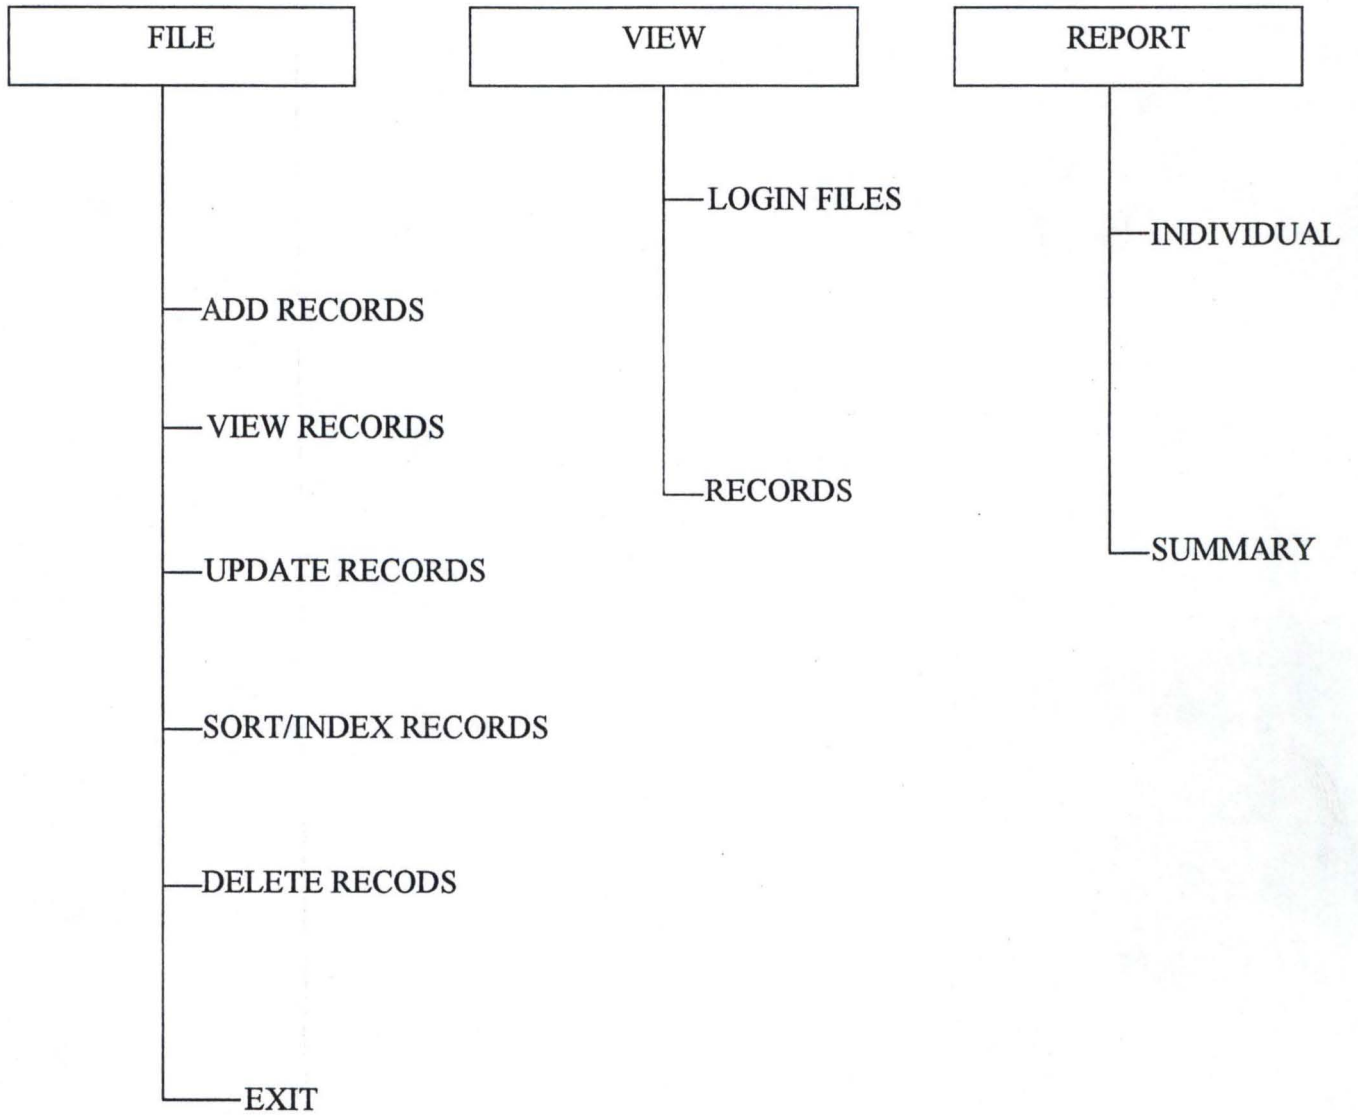 FILE
ADD RECORDS
VIEW RECORDS
UPDATE RECORDS
SORT/INDEX RECORDS
DELETE RECODS
EXIT
VIEW
LOGIN FILES
RECORDS
REPORT
INDIVIDUAL
SUMMARY